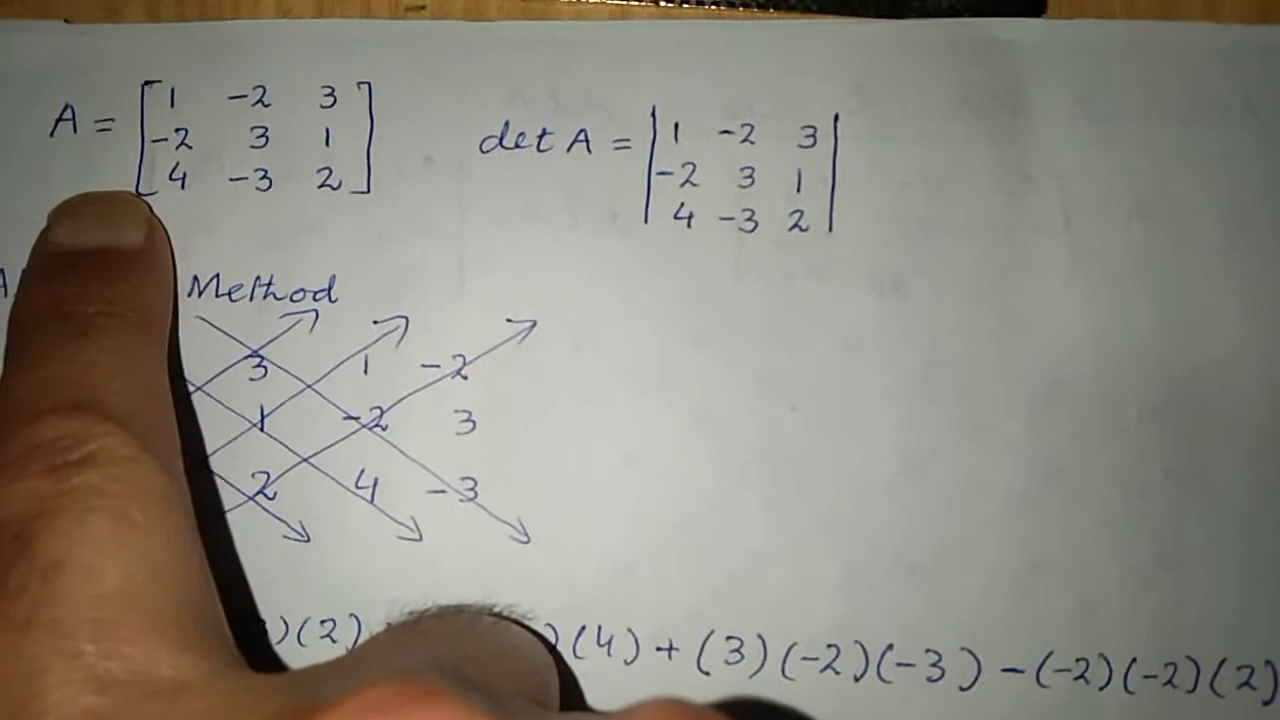 A = [1 -2 3
-2 3 1
4 -3 2]
det A = |1 -2 3
-2 3 1
4 -3 2|
Method
3 1 -2
1 -2 3
2 4 -3
)(2) )(4) + (3)(-2)(-3) - (-2)(-2)(2)